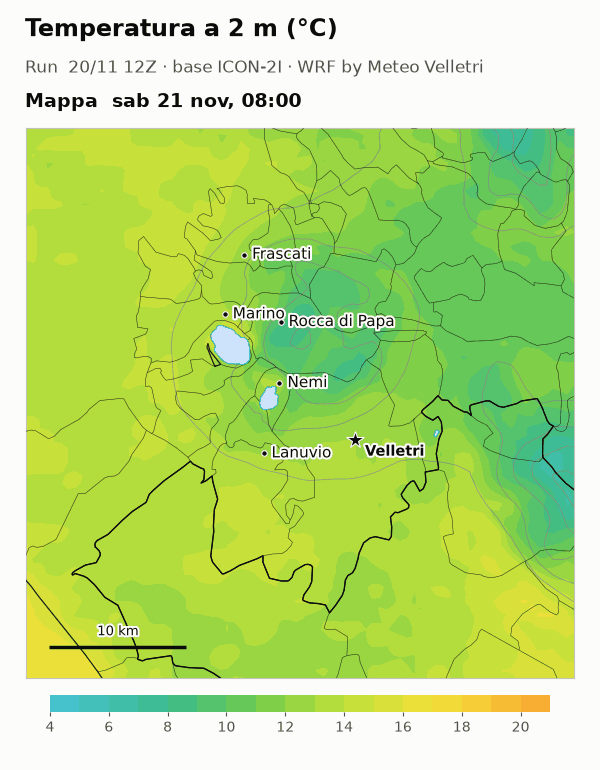 Temperatura a 2 m (°C)
Run  20/11 12Z · base ICON-2I · WRF by Meteo Velletri
Mappa  sab 21 nov, 08:00
Frascati
Marino
Rocca di Papa
Nemi
Velletri
Lanuvio
10 km
4 6 8 10 12 14 16 18 20